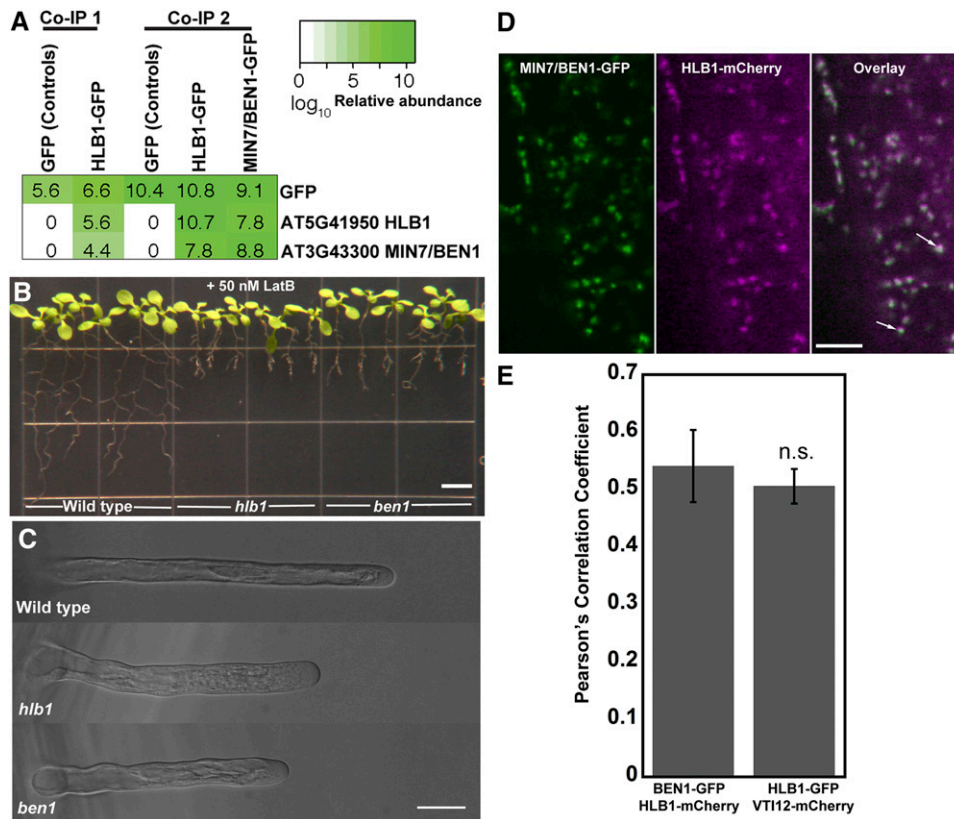 A
Co-IP 1
Co-IP 2
GFP (Controls)
HLB1-GFP
GFP (Controls)
HLB1-GFP
MIN7/BEN1-GFP
0 5 10
log10 Relative abundance
5.6 6.6 10.4 10.8 9.1 GFP
0 5.6 0 10.7 7.8 AT5G41950 HLB1
0 4.4 0 7.8 8.8 AT3G43300 MIN7/BEN1
B
+ 50 nM LatB
Wild type hlb1 ben1
C
Wild type
hlb1
ben1
D
MIN7/BEN1-GFP HLB1-mCherry Overlay
E
Pearson's Correlation Coefficient
0.7
0.6
0.5
0.4
0.3
0.2
0.1
0
n.s.
BEN1-GFP
HLB1-mCherry
HLB1-GFP
VTI12-mCherry